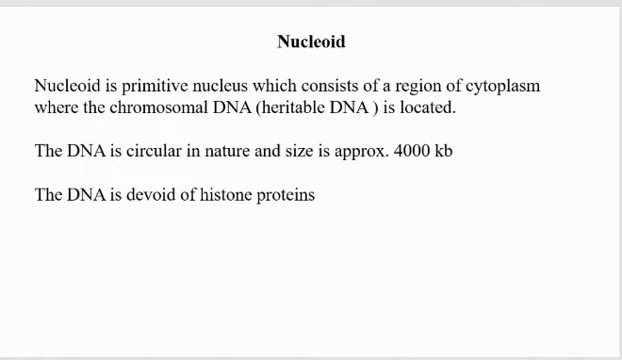 Nucleoid
Nucleoid is primitive nucleus which consists of a region of cytoplasm
where the chromosomal DNA (heritable DNA ) is located.
The DNA is circular in nature and size is approx. 4000 kb
The DNA is devoid of histone proteins